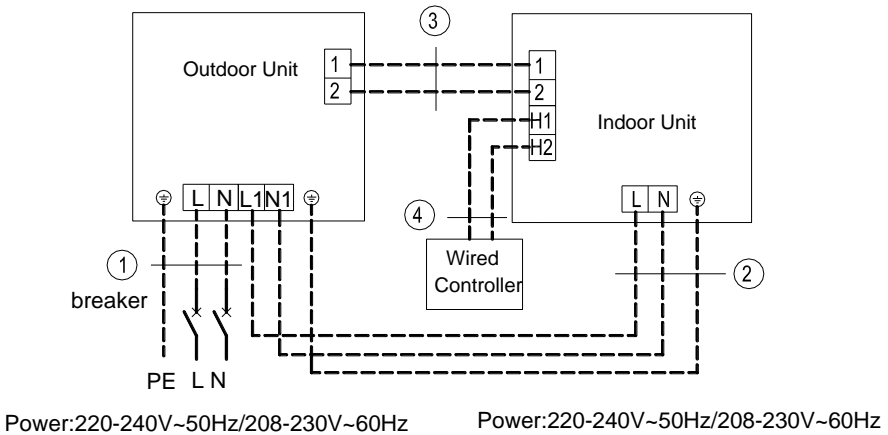 3
Outdoor Unit
1
2
1
2
H1
H2
Indoor Unit
L N L1 N1
L N
4
Wired
Controller
1
2
breaker
PE L N
Power:220-240V~50Hz/208-230V~60Hz
Power:220-240V~50Hz/208-230V~60Hz